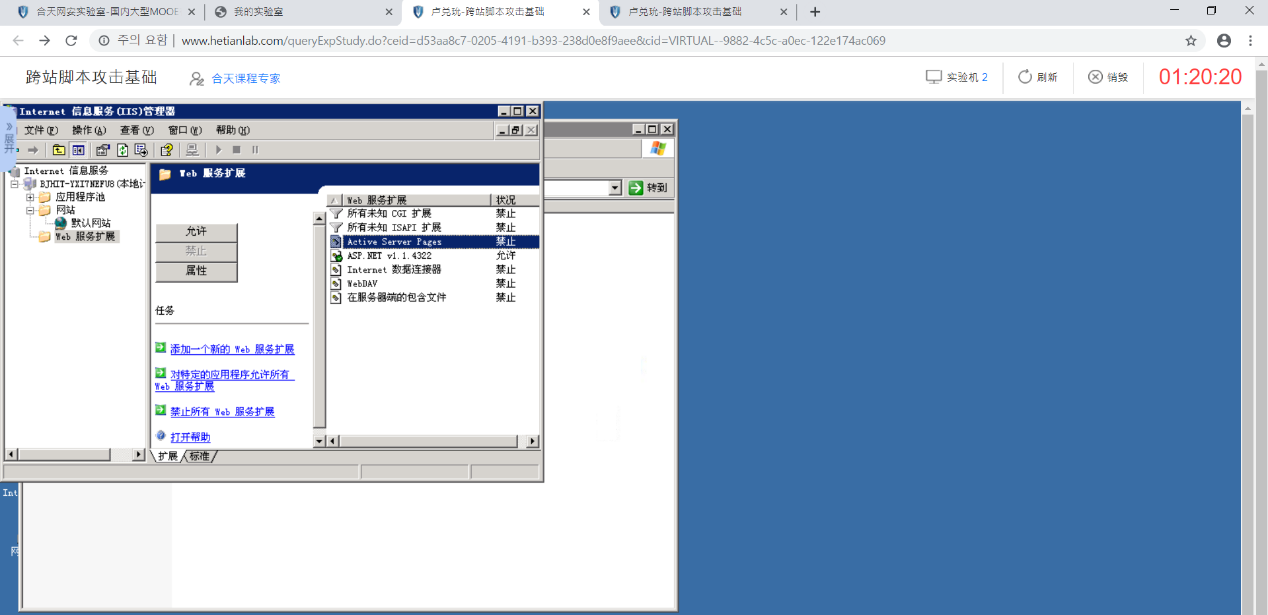 合天网安实验室-国内大型MOOE
我的实验室
卢兑玩-跨站脚本攻击基础
卢兑玩-跨站脚本攻击基础
주의 요함 | www.hetianlab.com/queryExpStudy.do?ceid=d53aa8c7-0205-4191-b393-238d0e8f9aee&cid=VIRTUAL--9882-4c5c-a0ec-122e174ac069
跨站脚本攻击基础
合天课程专家
实验机 2
刷新
销毁
01:20:20
» 展开
Internet 信息服务(IIS)管理器
文件(F) 操作(A) 查看(V) 窗口(W) 帮助(H)
Internet 信息服务
BJHIT-YXI7NEFU8(本地计
应用程序池
网站
默认网站
Web 服务扩展
Web 服务扩展
允许
禁止
属性
任务
添加一个新的 Web 服务扩展
对特定的应用程序允许所有
Web 服务扩展
禁止所有 Web 服务扩展
打开帮助
Web 服务扩展 状况
所有未知 CGI 扩展 禁止
所有未知 ISAPI 扩展 禁止
Active Server Pages 禁止
ASP.NET v1.1.4322 允许
Internet 数据连接器 禁止
WebDAV 禁止
在服务器端的包含文件 禁止
扩展 标准
转到
Int
网